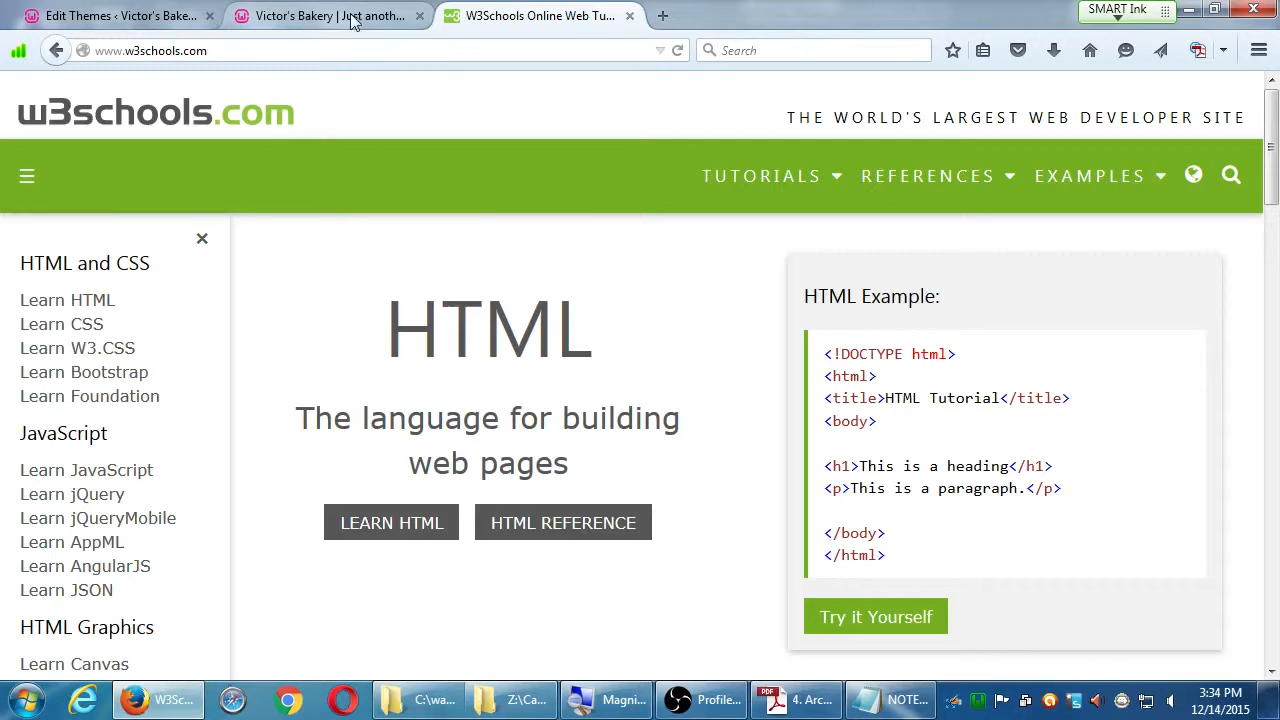 Edit Themes ‹ Victor's Bake...
Victor's Bakery | Just anoth...
W3Schools Online Web Tu...
SMART Ink
www.w3schools.com
Search
w3schools.com
THE WORLD'S LARGEST WEB DEVELOPER SITE
TUTORIALS REFERENCES EXAMPLES
HTML and CSS
Learn HTML
Learn CSS
Learn W3.CSS
Learn Bootstrap
Learn Foundation
JavaScript
Learn JavaScript
Learn jQuery
Learn jQueryMobile
Learn AppML
Learn AngularJS
Learn JSON
HTML Graphics
Learn Canvas
HTML
The language for building
web pages
LEARN HTML
HTML REFERENCE
HTML Example:
<!DOCTYPE html>
<html>
<title>HTML Tutorial</title>
<body>
<h1>This is a heading</h1>
<p>This is a paragraph.</p>
</body>
</html>
Try it Yourself
W3Sc...
C:\wa...
Z:\Ca...
Magni...
Profile...
PDF
4. Arc...
NOTE...
3:34 PM
12/14/2015